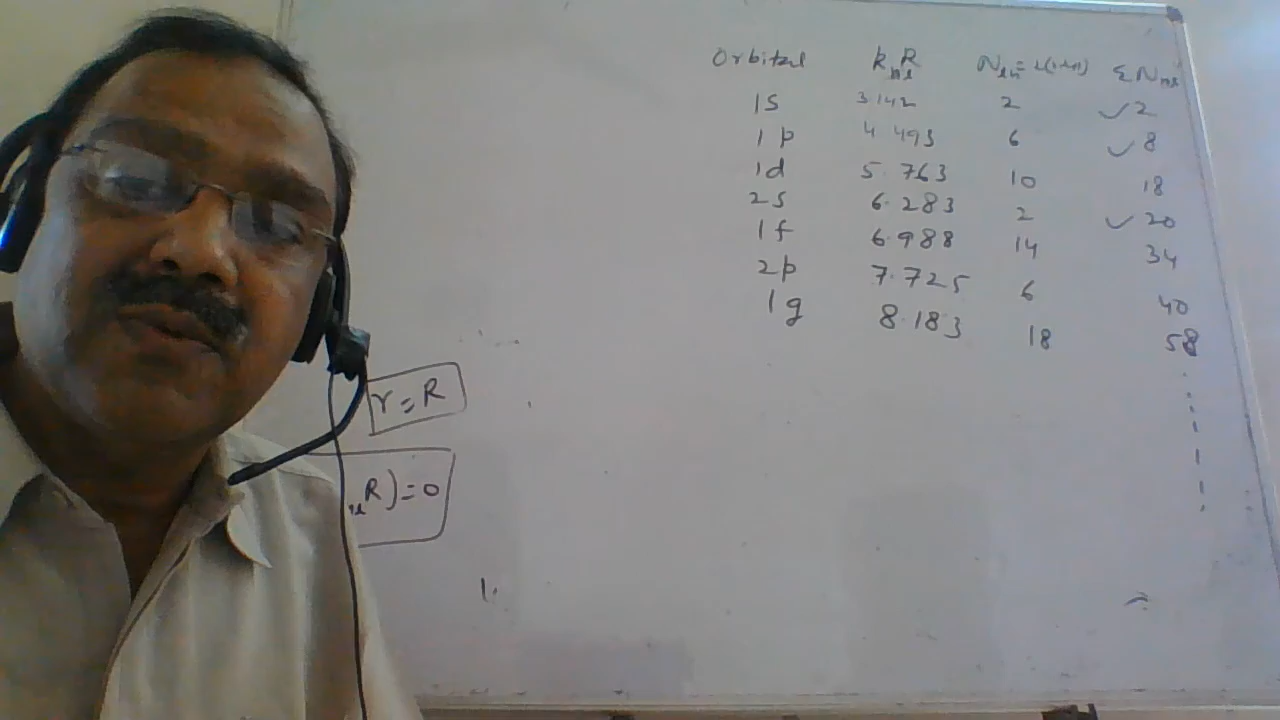 Orbital k_nl R N_ln = 2(2l+1) Σ N_nl
1s 3.142 2 ✓ 2
1p 4.493 6 ✓ 8
1d 5.763 10 18
2s 6.283 2 ✓ 20
1f 6.988 14 34
2p 7.725 6 40
1g 8.183 18 58
r = R
R) = 0